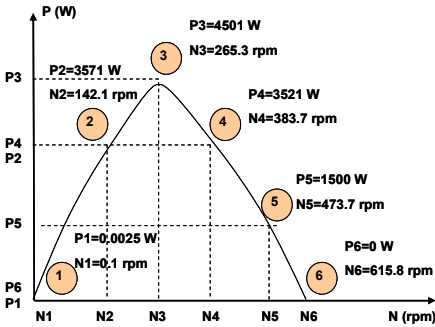 P (W)
P3=4501 W
N3=265.3 rpm
3
P3
P2=3571 W
N2=142.1 rpm
P4=3521 W
N4=383.7 rpm
2
4
P4
P2
P5=1500 W
N5=473.7 rpm
5
P5
P1=0.0025 W
N1=0.1 rpm
P6=0 W
N6=615.8 rpm
1
6
P6
P1
N1
N2
N3
N4
N5
N6
N (rpm)